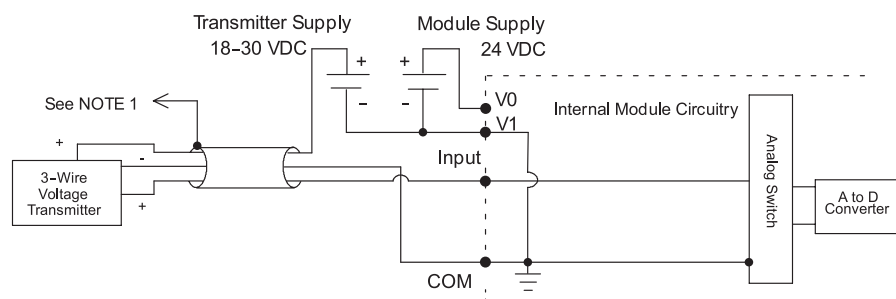 Transmitter Supply
18–30 VDC
Module Supply
24 VDC
+
-
+
-
V0
V1
See NOTE 1
Internal Module Circuitry
+
-
+
3–Wire
Voltage
Transmitter
Input
Analog Switch
A to D
Converter
COM